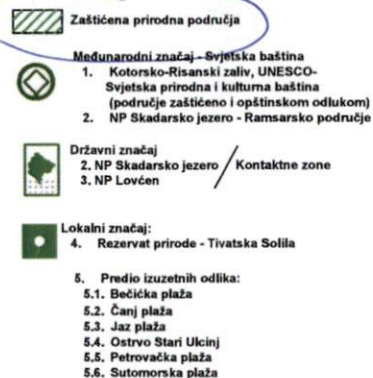 Zaštićena prirodna područja
Međunarodni značaj - Svjetska baština
1. Kotorsko-Risanski zaliv, UNESCO-
Svjetska prirodna i kulturna baština
(područje zaštićeno i opštinskom odlukom)
2. NP Skadarsko jezero - Ramsarsko područje
Državni značaj
2. NP Skadarsko jezero / Kontaktne zone
3. NP Lovćen
Lokalni značaj:
4. Rezervat prirode - Tivatska Solila
5. Predio izuzetnih odlika:
5.1. Bečićka plaža
5.2. Čanj plaža
5.3. Jaz plaža
5.4. Ostrvo Stari Ulcinj
5.5. Petrovačka plaža
5.6. Sutomorska plaža